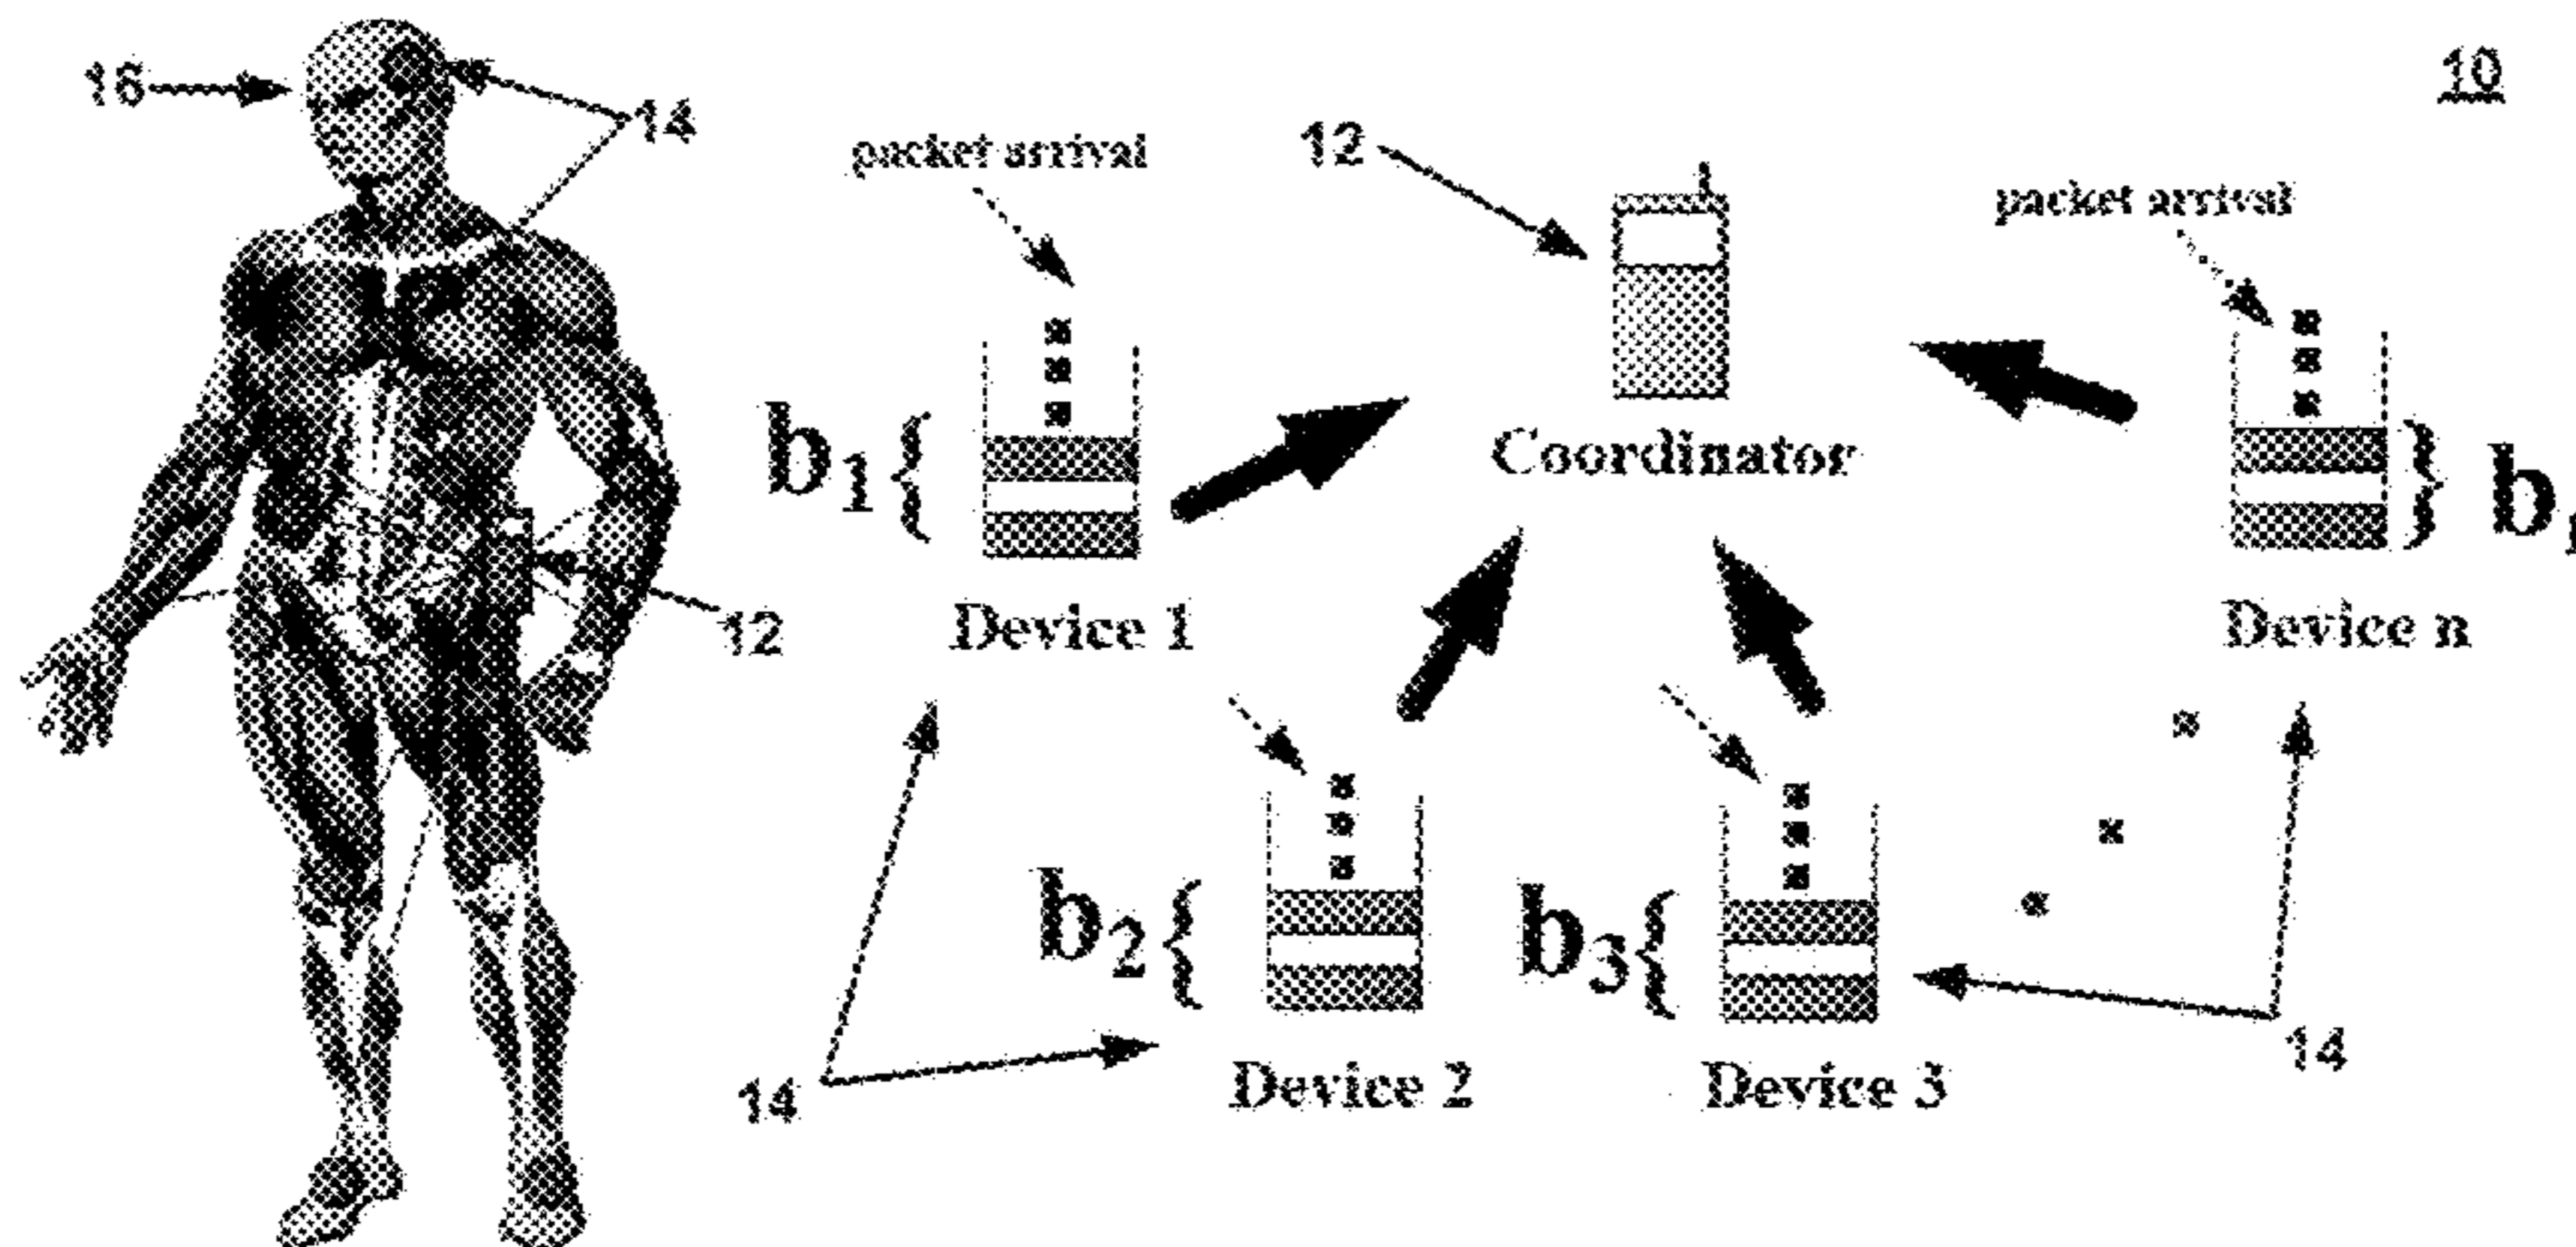 10
16
14
packet arrival
12
packet arrival
b1
Coordinator
b
12
Device 1
Device n
b2
b3
14
14
Device 2
Device 3